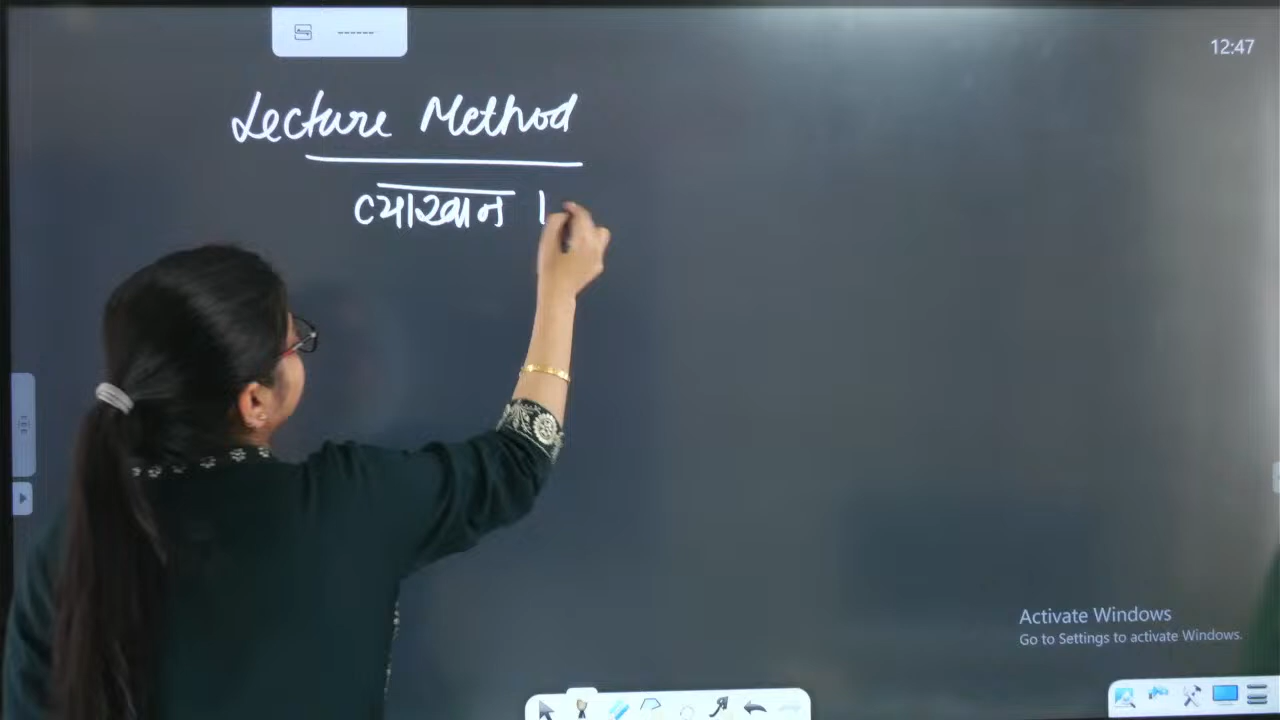 12:47
Lecture Method
व्याख्यान
Activate Windows
Go to Settings to activate Windows.